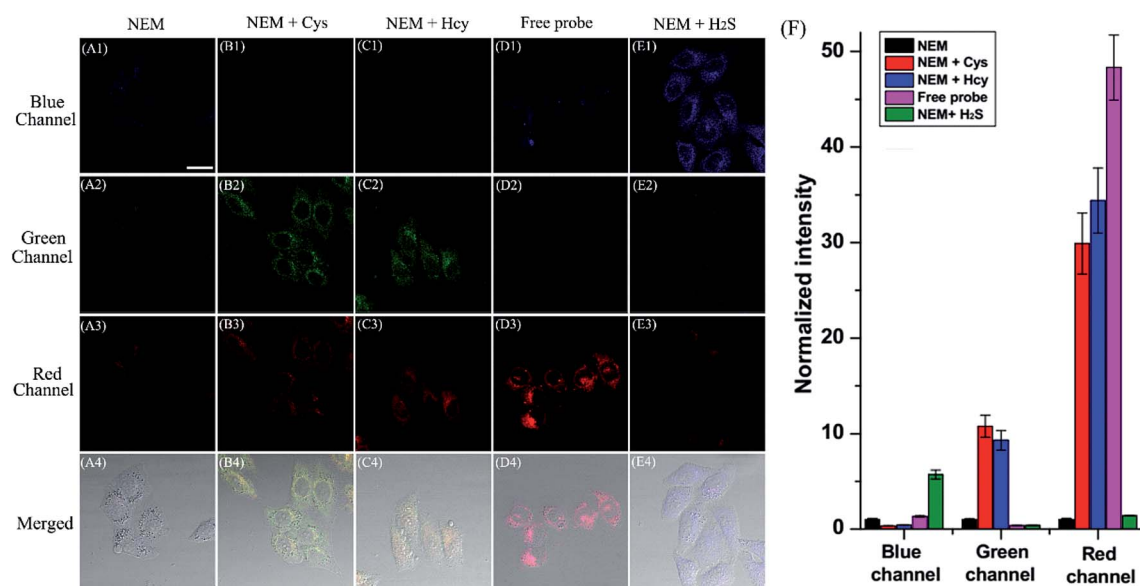 NEM NEM + Cys NEM + Hcy Free probe NEM + H2S
Blue
Channel
(A1) (B1) (C1) (D1) (E1)
Green
Channel
(A2) (B2) (C2) (D2) (E2)
Red
Channel
(A3) (B3) (C3) (D3) (E3)
Merged
(A4) (B4) (C4) (D4) (E4)
(F)
Normalized intensity
50
40
30
20
10
0
NEM
NEM + Cys
NEM + Hcy
Free probe
NEM+ H2S
Blue Green Red
channel channel channel